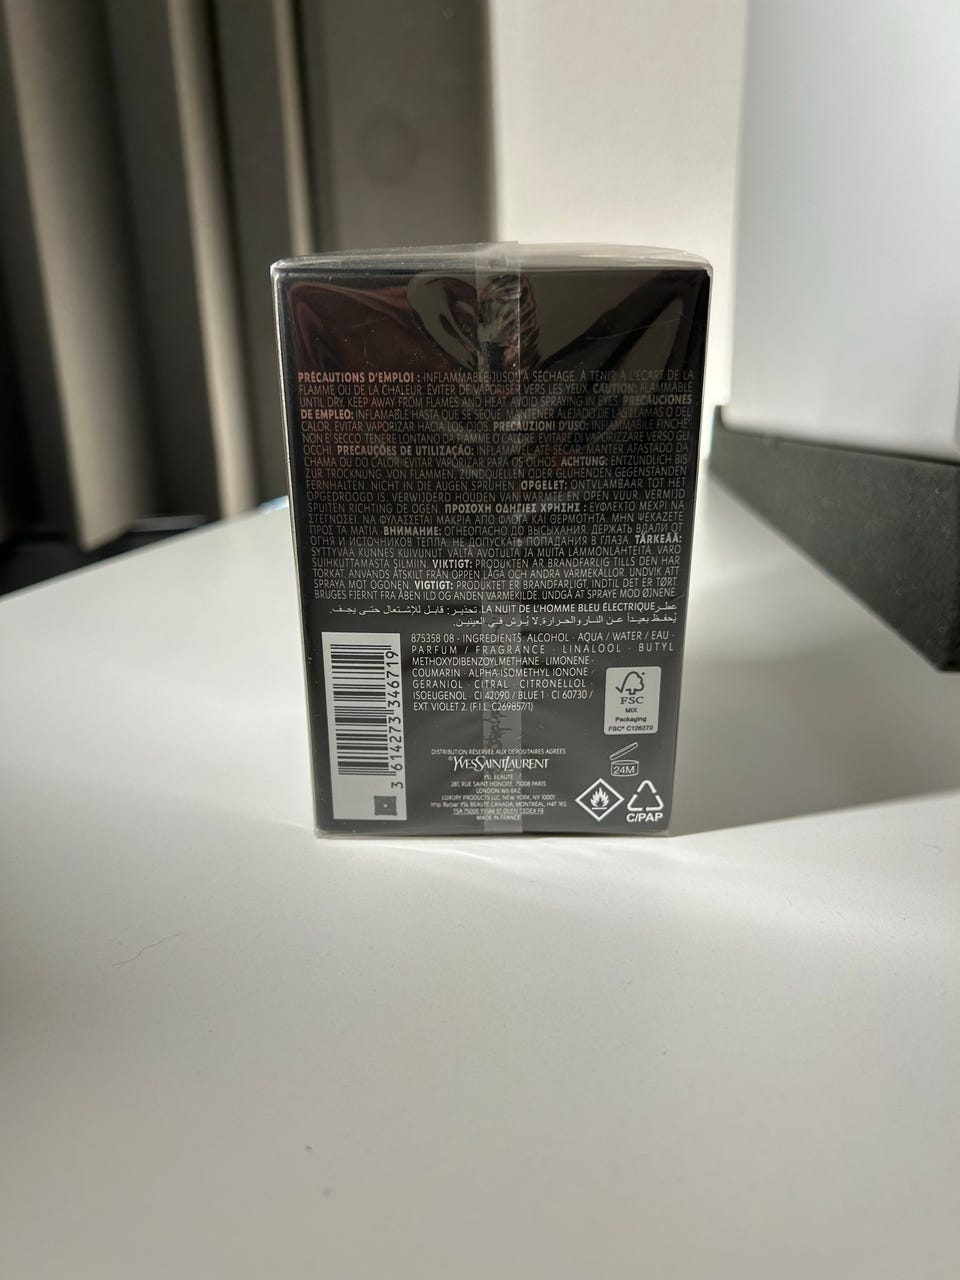 PRÉCAUTIONS D'EMPLOI : INFLAMMABLE JUSQU'À SÉCHAGE. À TENIR À L'ÉCART DE LA
FLAMME OU DE LA CHALEUR. ÉVITER DE VAPORISER VERS LES YEUX. CAUTION: FLAMMABLE
UNTIL DRY. KEEP AWAY FROM FLAMES AND HEAT. AVOID SPRAYING IN EYES. PRECAUCIONES
DE EMPLEO: INFLAMABLE HASTA QUE SE SEQUE. MANTENER ALEJADO DE LAS LLAMAS O DEL
CALOR. EVITAR VAPORIZAR HACIA LOS OJOS. PRECAUZIONI D'USO: INFIAMMABILE FINCHE'
NON E' SECCO. TENERE LONTANO DA FIAMME O CALORE. EVITARE DI VAPORIZZARE VERSO GLI
OCCHI. PRECAUÇÕES DE UTILIZAÇÃO: INFLAMÁVEL ATÉ SECAR. MANTER AFASTADO DA
CHAMA OU DO CALOR. EVITAR VAPORIZAR PARA OS OLHOS. ACHTUNG: ENTZÜNDLICH BIS
ZUR TROCKNUNG. VON FLAMMEN, ZÜNDQUELLEN ODER GLÜHENDEN GEGENSTÄNDEN
FERNHALTEN. NICHT IN DIE AUGEN SPRÜHEN. OPGELET: ONTVLAMBAAR TOT HET
OPGEDROOGD IS. VERWIJDERD HOUDEN VAN WARMTE EN OPEN VUUR. VERMIJD
SPUITEN RICHTING DE OGEN. ΠΡΟΣΟΧΗ ΟΔΗΓΙΕΣ ΧΡΗΣΗΣ : ΕΥΦΛΕΚΤΟ ΜΕΧΡΙ ΝΑ
ΣΤΕΓΝΩΣΕΙ. ΝΑ ΦΥΛΑΣΣΕΤΑΙ ΜΑΚΡΙΑ ΑΠΟ ΦΛΟΓΑ ΚΑΙ ΘΕΡΜΟΤΗΤΑ. ΜΗΝ ΨΕΚΑΖΕΤΕ
ΠΡΟΣ ΤΑ ΜΑΤΙΑ. ВНИМАНИЕ: ОГНЕОПАСНО ДО ВЫСЫХАНИЯ. ДЕРЖАТЬ ВДАЛИ ОТ
ОГНЯ И ИСТОЧНИКОВ ТЕПЛА. НЕ ДОПУСКАТЬ ПОПАДАНИЯ В ГЛАЗА. TÄRKEÄÄ:
SYTTYVÄÄ KUNNES KUIVUNUT. VÄLTÄ AVOTULTA JA MUITA LÄMMÖNLÄHTEITÄ. VARO
SUIHKUTTAMASTA SILMIIN. VIKTIGT: PRODUKTEN ÄR BRANDFARLIG TILLS DEN HAR
TORKAT. ANVÄNDS ÅTSKILT FRÅN ÖPPEN LÅGA OCH ANDRA VÄRMEKÄLLOR. UNDVIK ATT
SPRAYA MOT ÖGONEN. VIGTIGT: PRODUKTET ER BRANDFARLIGT, INDTIL DET ER TØRT.
BRUGES FJERNT FRA ÅBEN ILD OG ANDEN VARMEKILDE. UNDGÅ AT SPRAYE MOD ØJNENE.
عطر LA NUIT DE L'HOMME BLEU ÉLECTRIQUE. تحذير: قابل للإشتعال حتى يجف.
يُحفظ بعيداً عن النار والحرارة. لا يُرش في العينين.
875358 08 - INGREDIENTS: ALCOHOL · AQUA / WATER / EAU ·
PARFUM / FRAGRANCE · LINALOOL · BUTYL
METHOXYDIBENZOYLMETHANE · LIMONENE ·
COUMARIN · ALPHA-ISOMETHYL IONONE ·
GERANIOL · CITRAL · CITRONELLOL ·
ISOEUGENOL · CI 42090 / BLUE 1 · CI 60730 /
EXT. VIOLET 2. (F.I.L. C269857/1)
3 614273 346719
FSC
MIX
Packaging
FSC® C126270
DISTRIBUTION RÉSERVÉE AUX DÉPOSITAIRES AGRÉÉS
©YVESSAINTLAURENT
YSL BEAUTÉ
281, RUE SAINT HONORÉ, 75008 PARIS
LONDON W6 8AZ
LUXURY PRODUCTS LLC, NEW YORK, NY 10001
Imp. By/par YSL BEAUTÉ CANADA, MONTRÉAL, H4T 1K5
TSA 75000 93584 ST OUEN CEDEX-FR
MADE IN FRANCE
24M
C/PAP